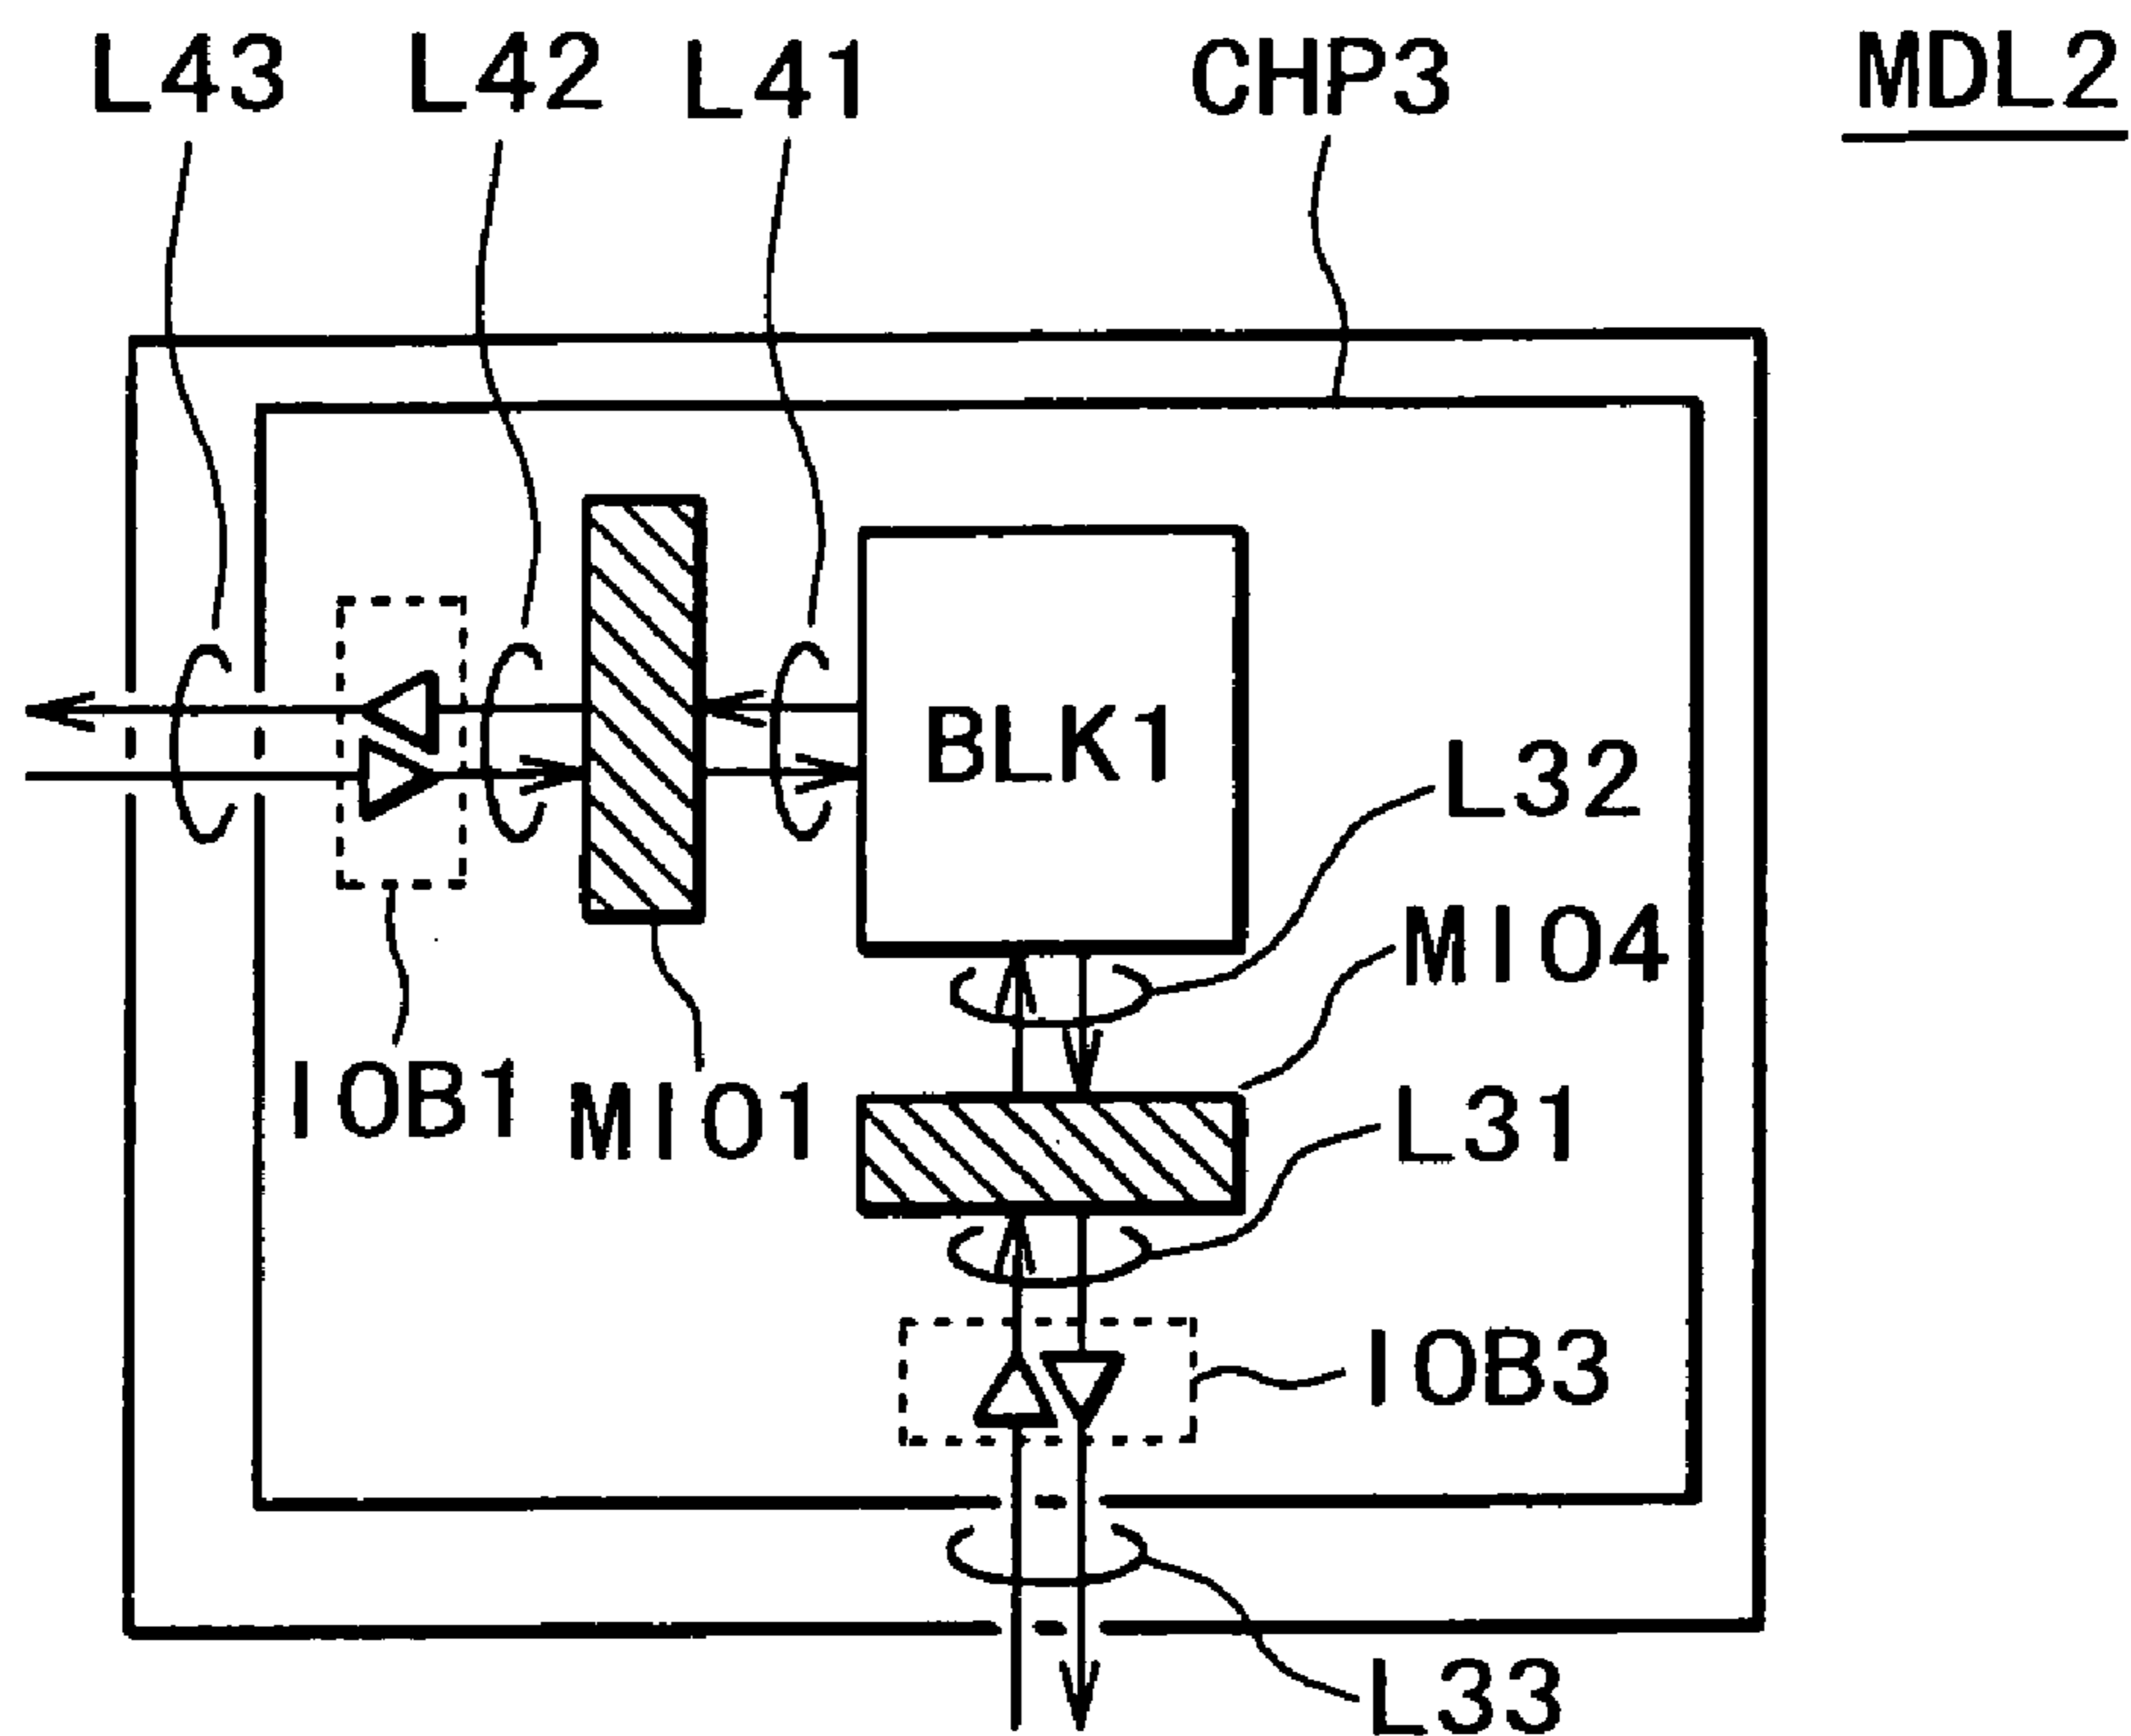 L43 L42 L41 CHP3 MDL2
BLK1
L32
MIO4
IOB1 MIO1 L31
IOB3
L33